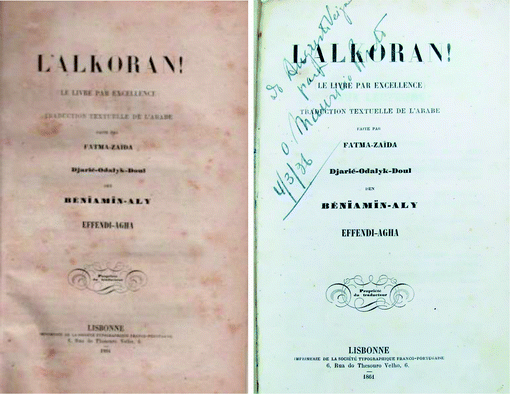 L'ALKORAN!
LE LIVRE PAR EXCELLENCE
TRADUCTION TEXTUELLE DE L'ARABE
FAITE PAR
FATMA-ZAÏDA
Djarié-Odalyk-Doul
DEN
BÉNÏAMÏN-ALY
EFFENDI-AGHA
Propriété
du traducteur
LISBONNE
IMPRIMERIE DE LA SOCIÉTÉ TYPOGRAPHIQUE FRANCO-PORTUGAISE
6, Rua do Thesouro Velho, 6.
1861
L'ALKORAN!
LE LIVRE PAR EXCELLENCE
TRADUCTION TEXTUELLE DE L'ARABE
FAITE PAR
FATMA-ZAÏDA
Djarié-Odalyk-Doul
DEN
BÉNÏAMÏN-ALY
EFFENDI-AGHA
Propriété
du traducteur
LISBONNE
IMPRIMERIE DE LA SOCIÉTÉ TYPOGRAPHIQUE FRANCO-PORTUGAISE
6, Rua do Thesouro Velho, 6.
1861
4/3/36